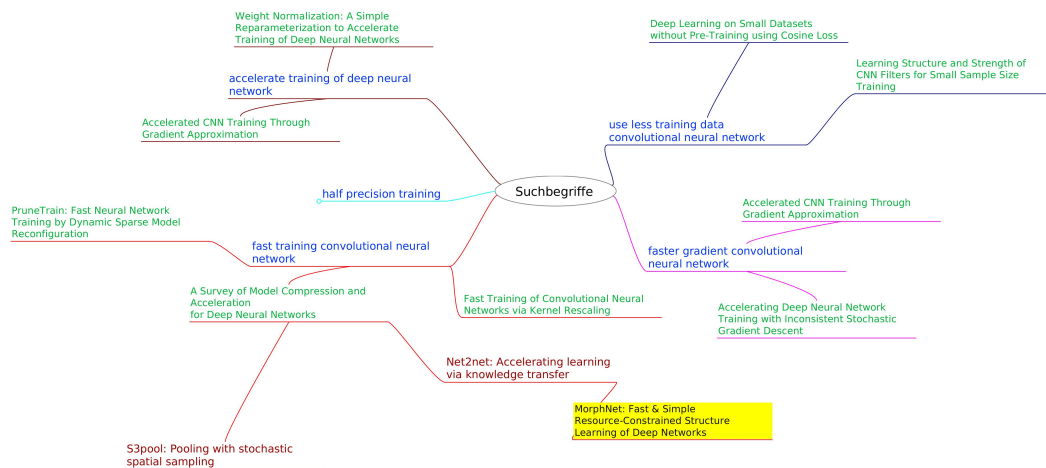 Weight Normalization: A Simple
Reparameterization to Accelerate
Training of Deep Neural Networks
accelerate training of deep neural
network
Accelerated CNN Training Through
Gradient Approximation
Deep Learning on Small Datasets
without Pre-Training using Cosine Loss
Learning Structure and Strength of
CNN Filters for Small Sample Size
Training
use less training data
convolutional neural network
Suchbegriffe
half precision training
PruneTrain: Fast Neural Network
Training by Dynamic Sparse Model
Reconfiguration
fast training convolutional neural
network
Accelerated CNN Training Through
Gradient Approximation
faster gradient convolutional
neural network
A Survey of Model Compression and
Acceleration
for Deep Neural Networks
Fast Training of Convolutional Neural
Networks via Kernel Rescaling
Accelerating Deep Neural Network
Training with Inconsistent Stochastic
Gradient Descent
Net2net: Accelerating learning
via knowledge transfer
MorphNet: Fast & Simple
Resource-Constrained Structure
Learning of Deep Networks
S3pool: Pooling with stochastic
spatial sampling